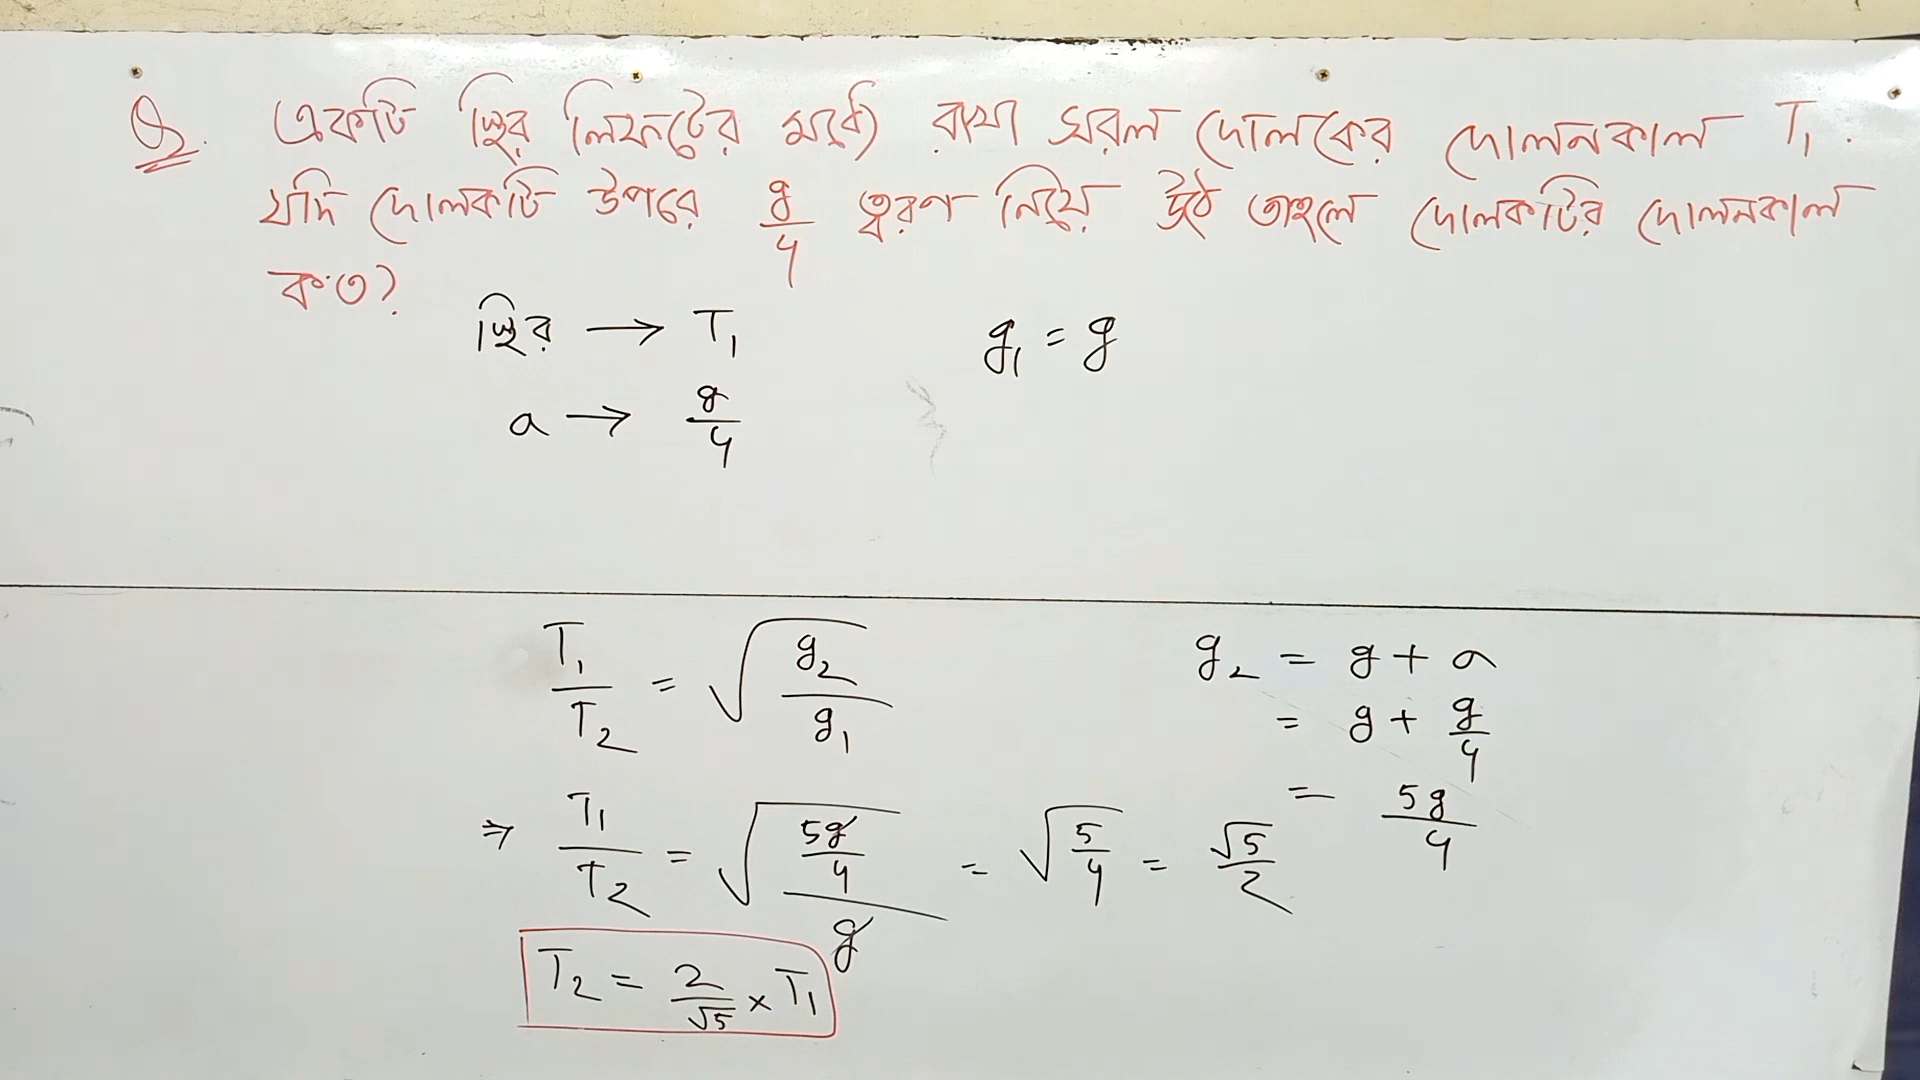 Q. একটি স্থির লিফটের মধ্যে রাখা সরল দোলকের দোলনকাল T₁.
যদি দোলকটি উপরে g/4 ত্বরণ নিয়ে উঠে তাহলে দোলকটির দোলনকাল
কত?
স্থির → T₁ g₁ = g
a → g/4
T₁/T₂ = √(g₂/g₁) g₂ = g + a
= g + g/4
= 5g/4
⇒ T₁/T₂ = √((5g/4)/g) = √(5/4) = √5/2
T₂ = 2/√5 × T₁